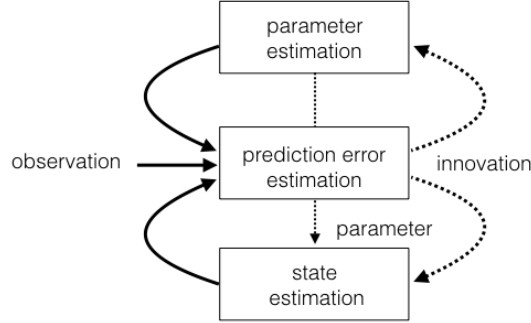 parameter
estimation
observation
prediction error
estimation
innovation
parameter
state
estimation